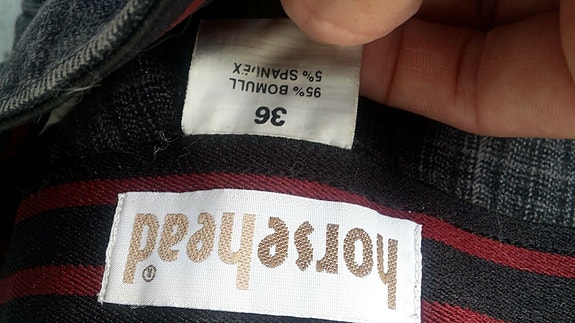 horsehead®
36
95% BOMULL
5% SPANDEX